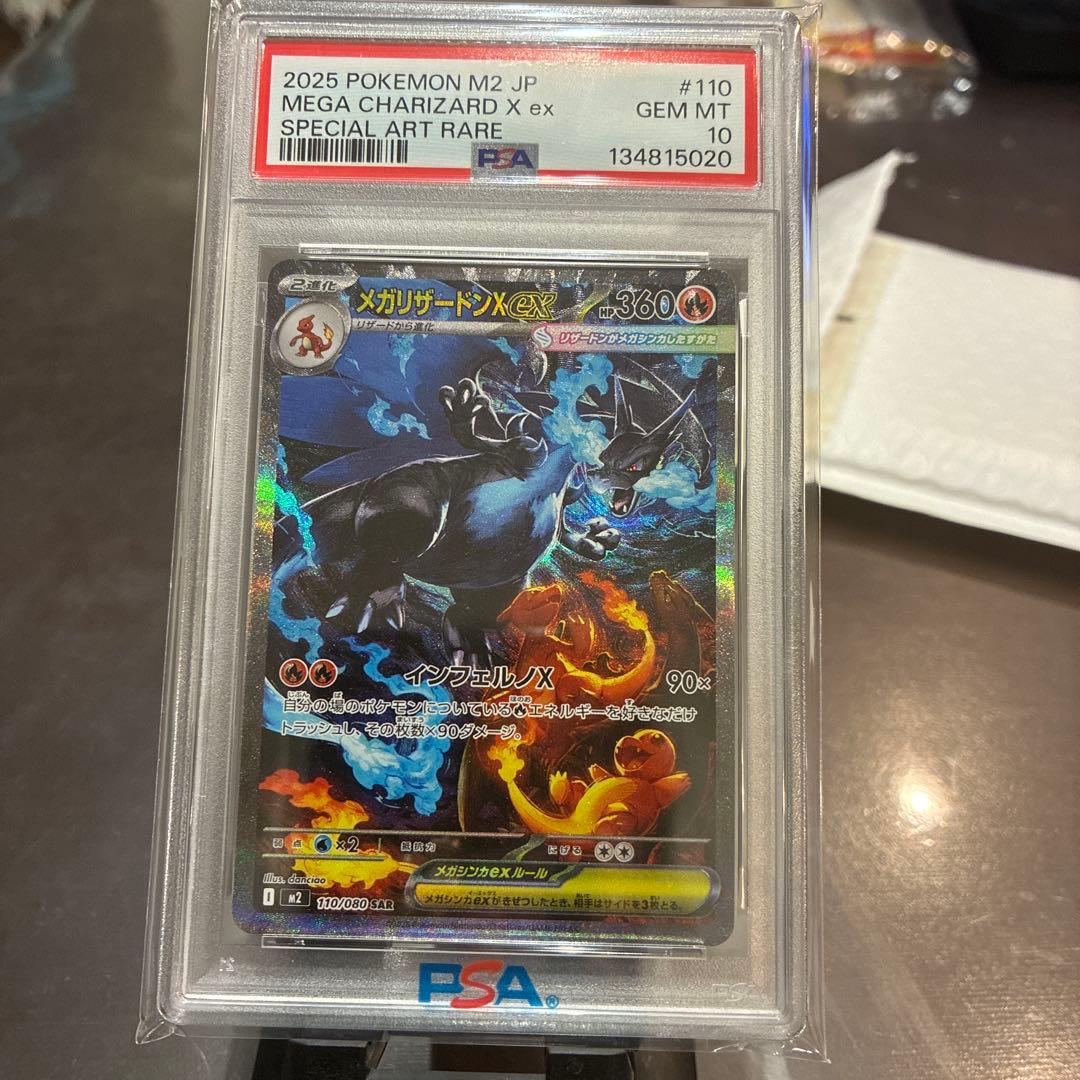 2025 POKEMON M2 JP #110
MEGA CHARIZARD X ex GEM MT
SPECIAL ART RARE 10
PSA 134815020
2進化
メガリザードンXex HP360
リザードから進化
リザードンがメガシンカしたすがた
インフェルノX 90×
自分の場のポケモンについているエネルギーを好きなだけ
トラッシュし、その枚数×90ダメージ。
弱点 ×2 抵抗力 にげる
メガシンカexルール
メガシンカexがきぜつしたとき、相手はサイドを3枚とる。
Illus. danciao
I M2 110/080 SAR
PSA®